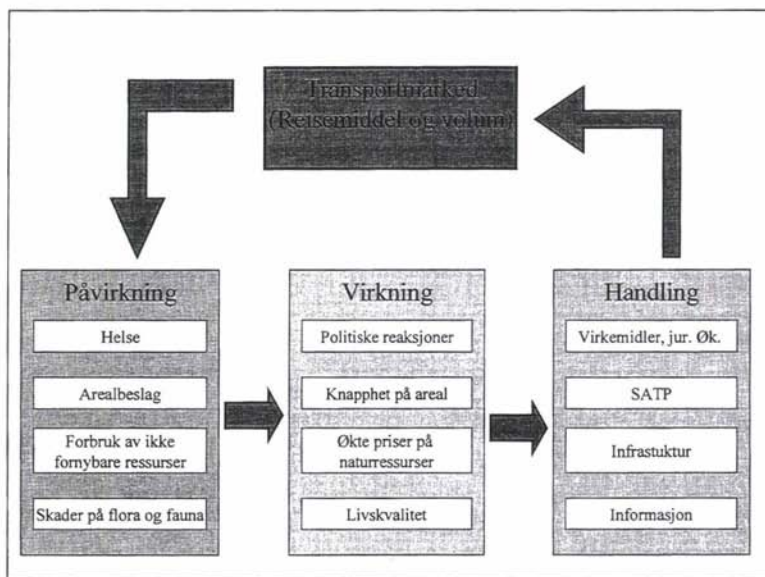 Transportmarked
(Reisemiddel og volum)
Påvirkning
Helse
Arealbeslag
Forbruk av ikke
fornybare ressurser
Skader på flora og fauna
Virkning
Politiske reaksjoner
Knapphet på areal
Økte priser på
naturressurser
Livskvalitet
Handling
Virkemidler, jur. Øk.
SATP
Infrastuktur
Informasjon